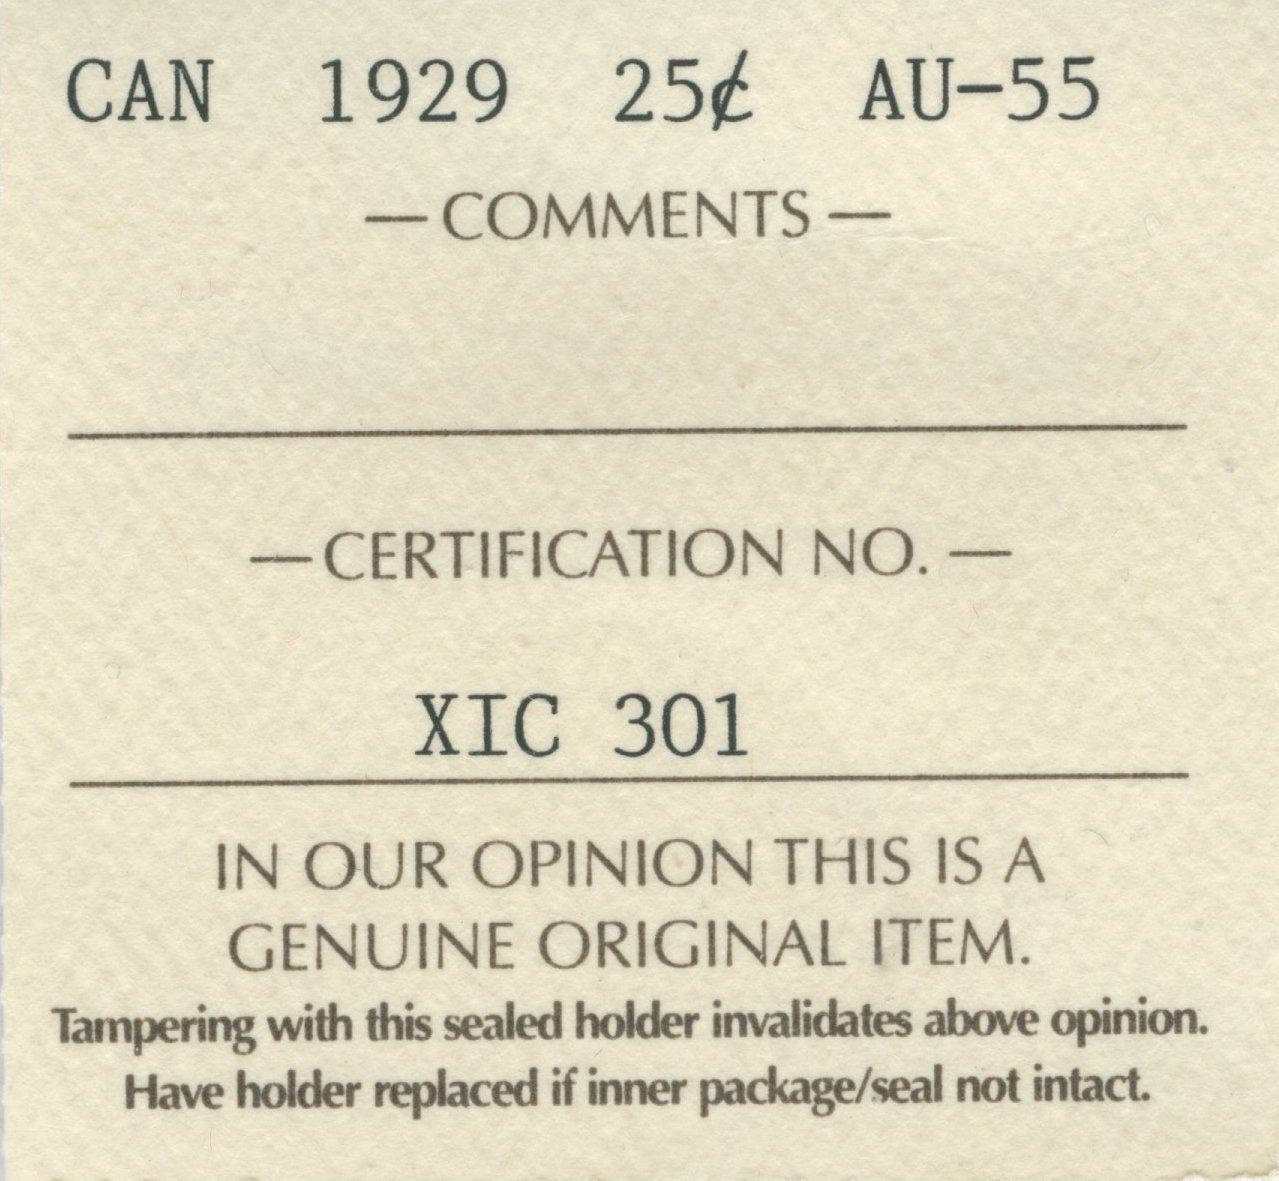 CAN 1929 25¢ AU-55
— COMMENTS —
— CERTIFICATION NO. —
XIC 301
IN OUR OPINION THIS IS A
GENUINE ORIGINAL ITEM.
Tampering with this sealed holder invalidates above opinion.
Have holder replaced if inner package/seal not intact.